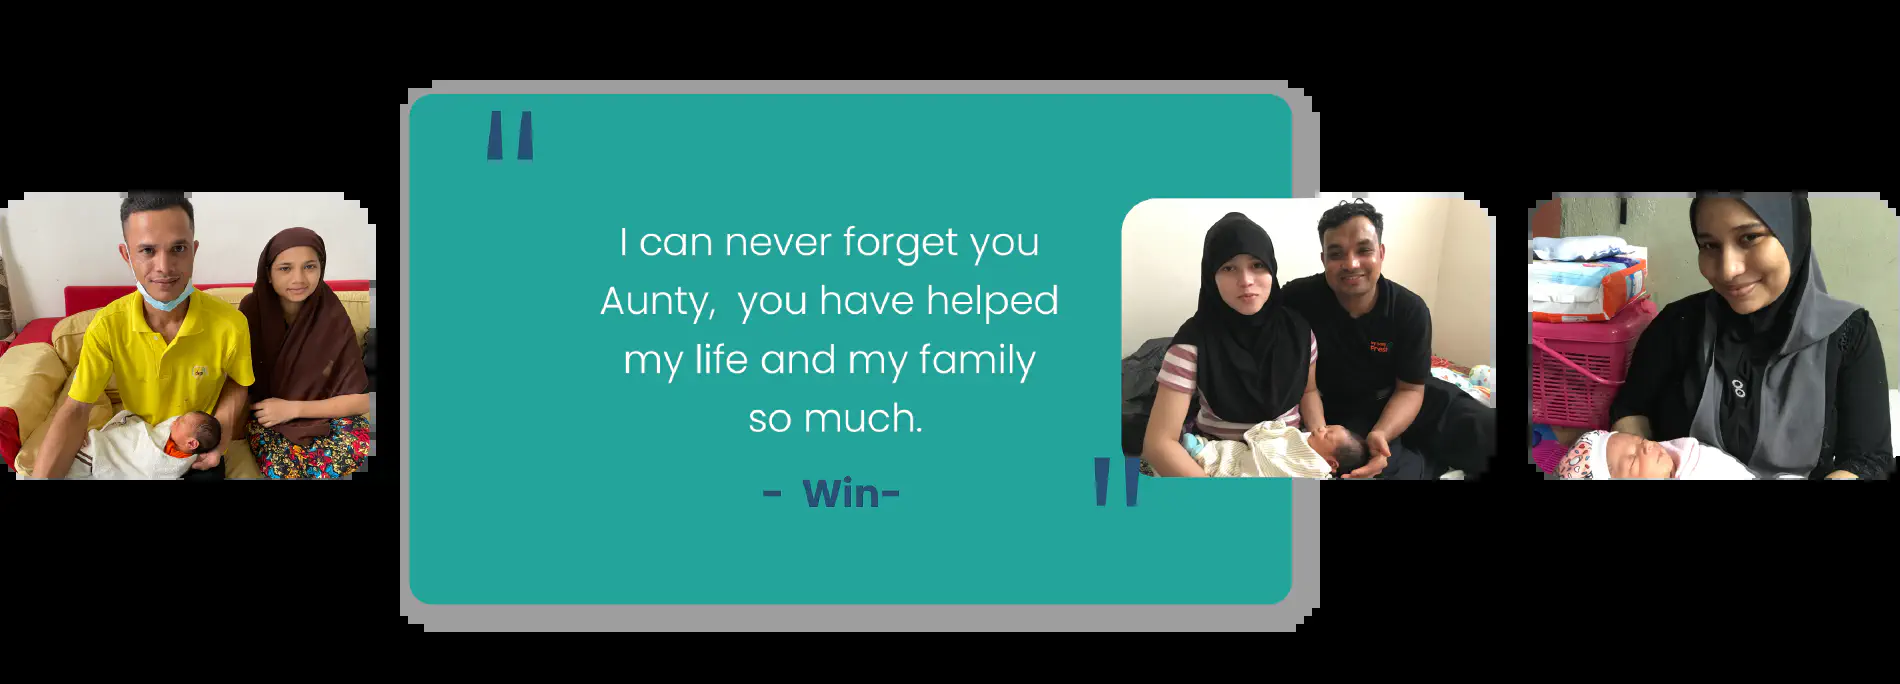 "
I can never forget you
Aunty, you have helped
my life and my family
so much.
- Win-
"